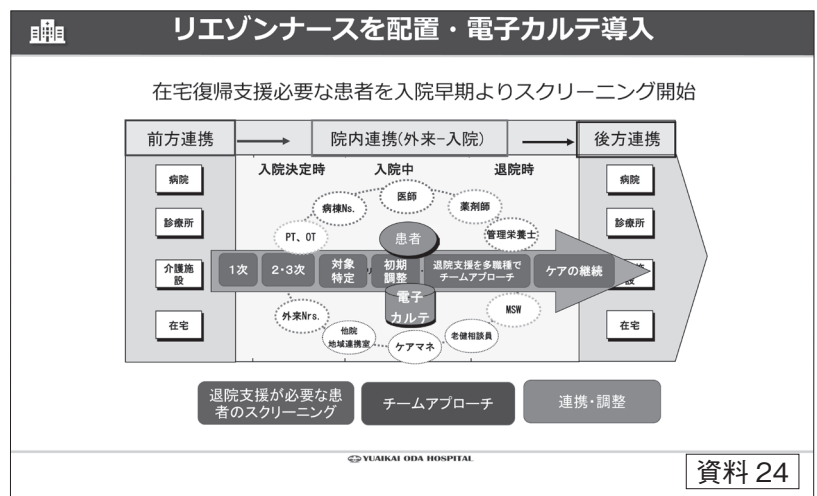 リエゾンナースを配置・電子カルテ導入
在宅復帰支援必要な患者を入院早期よりスクリーニング開始
前方連携
院内連携(外来−入院)
後方連携
病院
診療所
介護施
設
在宅
入院決定時
入院中
退院時
医師
病棟Ns.
薬剤師
PT、OT
管理栄養士
患者
1次
2・3次
対象
特定
初期
調整
退院支援を多職種で
チームアプローチ
ケアの継続
電子
カルテ
外来Nrs.
他院
地域連携室
ケアマネ
老健相談員
MSW
病院
診療所
設
在宅
退院支援が必要な患
者のスクリーニング
チームアプローチ
連携・調整
YUAIKAI ODA HOSPITAL
資料 24